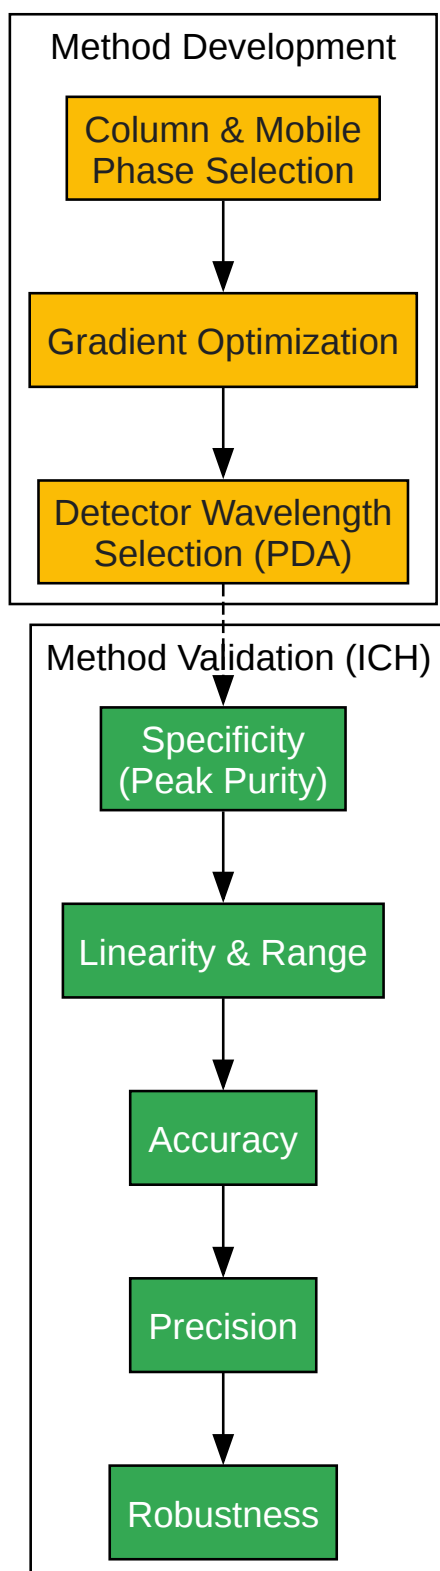 Method Development
Column & Mobile
Phase Selection
Gradient Optimization
Detector Wavelength
Selection (PDA)
Method Validation (ICH)
Specificity
(Peak Purity)
Linearity & Range
Accuracy
Precision
Robustness